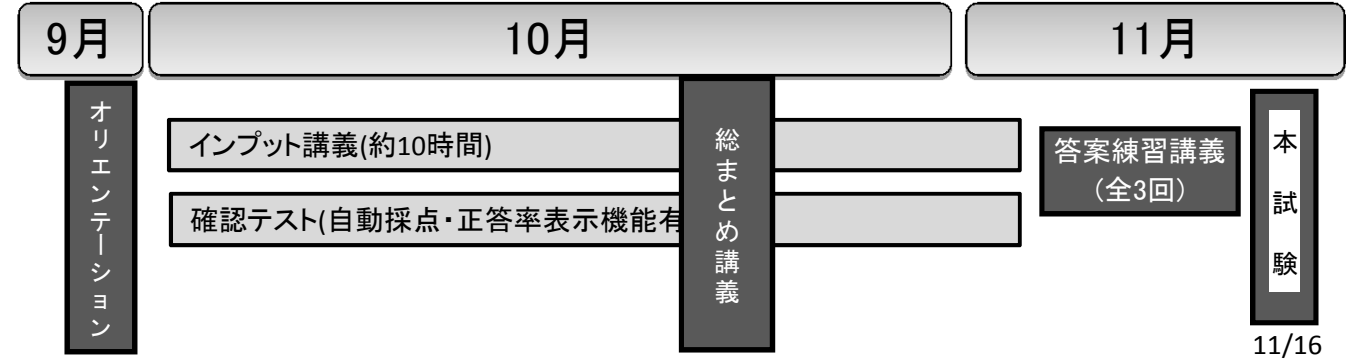 9月
10月
11月
オリエンテーション
インプット講義(約10時間)
確認テスト(自動採点・正答率表示機能有
総まとめ講義
答案練習講義
(全3回)
本試験
11/16